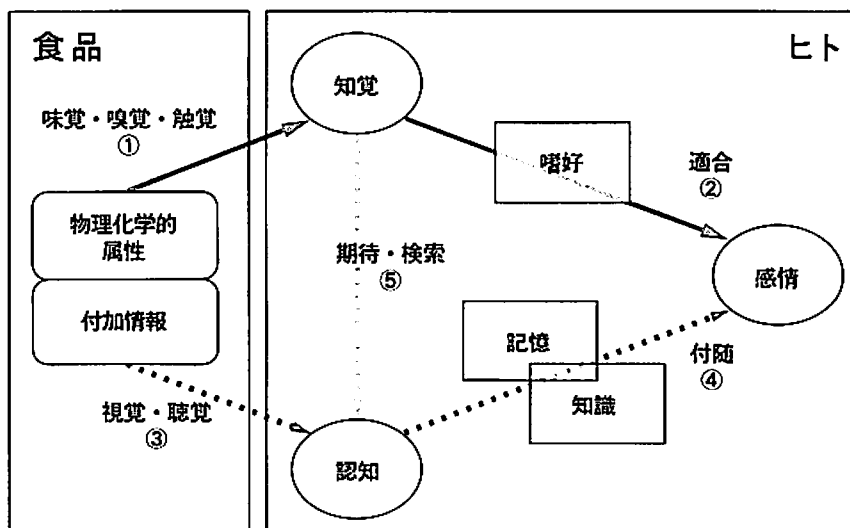 食品
ヒト
知覚
味覚・嗅覚・触覚
①
嗜好
適合
②
物理化学的
属性
期待・検索
⑤
感情
付加情報
記憶
付随
④
知識
視覚・聴覚
③
認知